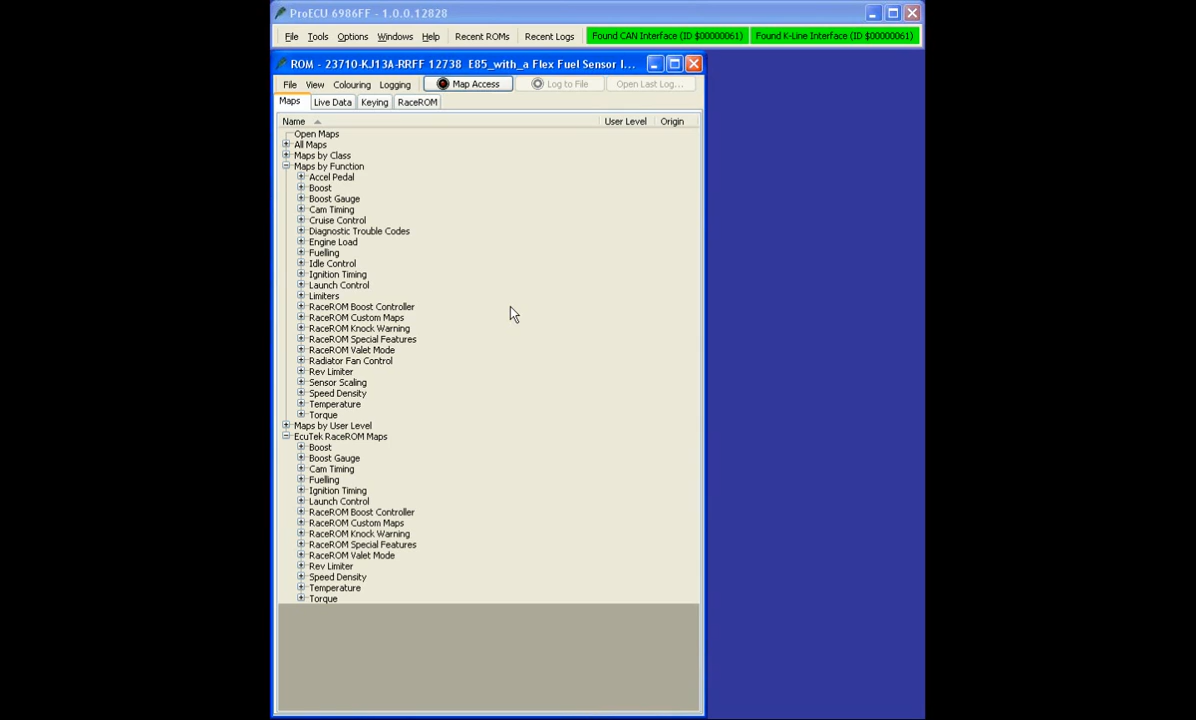 ProECU 6986FF - 1.0.0.12828
File Tools Options Windows Help Recent ROMs Recent Logs Found CAN Interface (ID $00000061) Found K-Line Interface (ID $00000061)
ROM - 23710-KJ13A-RRFF 12738 E85_with_a Flex Fuel Sensor I...
File View Colouring Logging Map Access Log to File Open Last Log...
Maps Live Data Keying RaceROM
Name User Level Origin
Open Maps
All Maps
Maps by Class
Maps by Function
Accel Pedal
Boost
Boost Gauge
Cam Timing
Cruise Control
Diagnostic Trouble Codes
Engine Load
Fuelling
Idle Control
Ignition Timing
Launch Control
Limiters
RaceROM Boost Controller
RaceROM Custom Maps
RaceROM Knock Warning
RaceROM Special Features
RaceROM Valet Mode
Radiator Fan Control
Rev Limiter
Sensor Scaling
Speed Density
Temperature
Torque
Maps by User Level
EcuTek RaceROM Maps
Boost
Boost Gauge
Cam Timing
Fuelling
Ignition Timing
Launch Control
RaceROM Boost Controller
RaceROM Custom Maps
RaceROM Knock Warning
RaceROM Special Features
RaceROM Valet Mode
Rev Limiter
Speed Density
Temperature
Torque